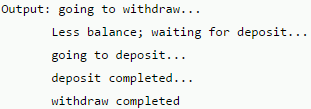 Output: going to withdraw...
Less balance; waiting for deposit...
going to deposit...
deposit completed...
withdraw completed